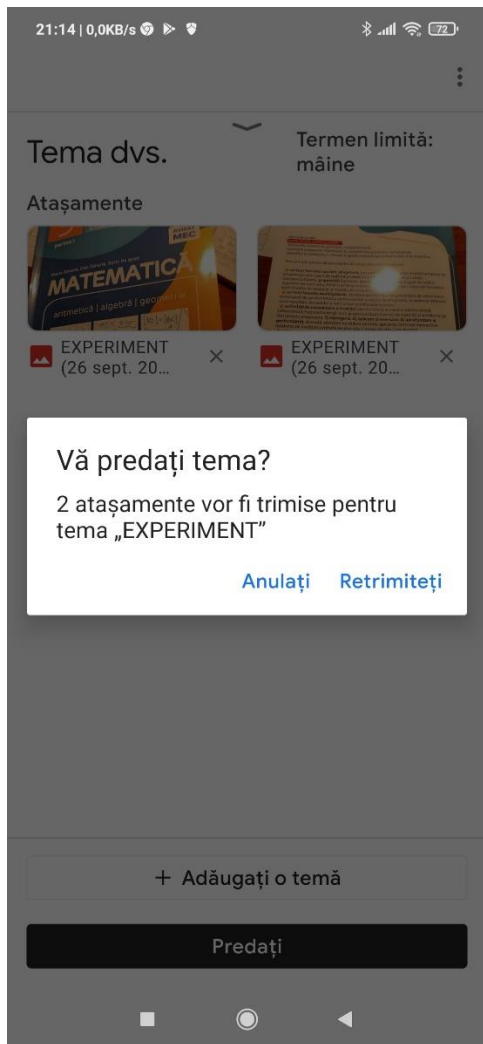 21:14 | 0,0KB/s
72
Tema dvs.
Termen limită:
mâine
Atașamente
MATEMATICĂ
aritmetică | algebră | geometrie
EXPERIMENT
(26 sept. 20...
EXPERIMENT
(26 sept. 20...
Vă predați tema?
2 atașamente vor fi trimise pentru
tema „EXPERIMENT”
Anulați
Retrimiteți
+ Adăugați o temă
Predați